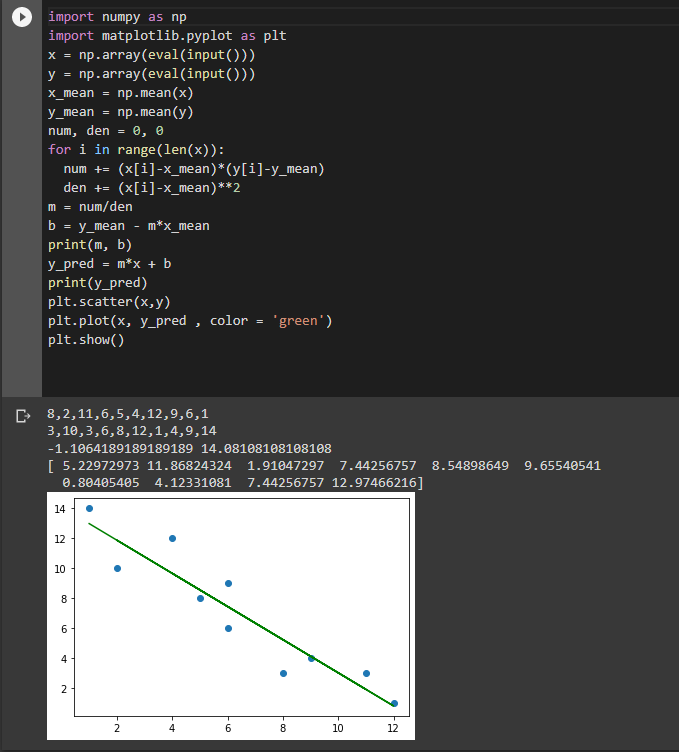 import numpy as np
import matplotlib.pyplot as plt
x = np.array(eval(input()))
y = np.array(eval(input()))
x_mean = np.mean(x)
y_mean = np.mean(y)
num, den = 0, 0
for i in range(len(x)):
  num += (x[i]-x_mean)*(y[i]-y_mean)
  den += (x[i]-x_mean)**2
m = num/den
b = y_mean - m*x_mean
print(m, b)
y_pred = m*x + b
print(y_pred)
plt.scatter(x,y)
plt.plot(x, y_pred , color = 'green')
plt.show()
8,2,11,6,5,4,12,9,6,1
3,10,3,6,8,12,1,4,9,14
-1.1064189189189189 14.08108108108108
[ 5.22972973 11.86824324  1.91047297  7.44256757  8.54898649  9.65540541
  0.80405405  4.12331081  7.44256757 12.97466216]
14
12
10
8
6
4
2
2 4 6 8 10 12